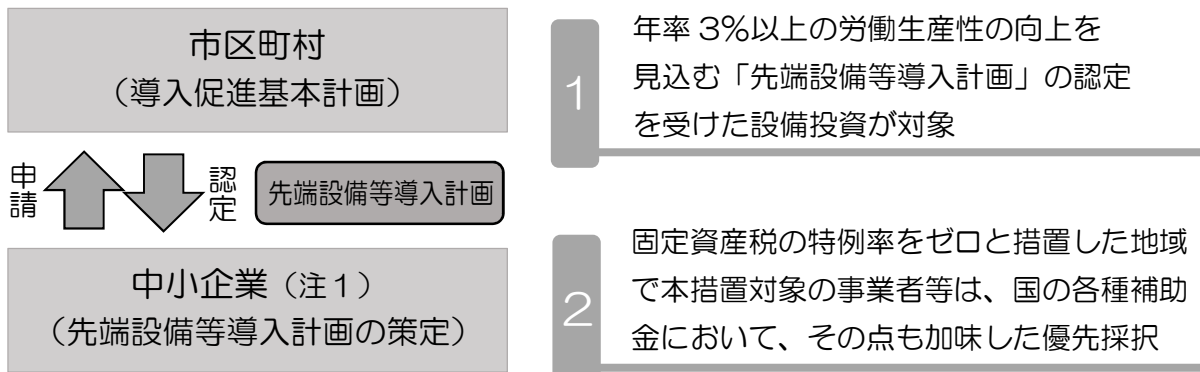 市区町村
（導入促進基本計画）
申請
認定
先端設備等導入計画
中小企業（注１）
（先端設備等導入計画の策定）
1
年率 3％以上の労働生産性の向上を
見込む「先端設備等導入計画」の認定
を受けた設備投資が対象
2
固定資産税の特例率をゼロと措置した地域
で本措置対象の事業者等は、国の各種補助
金において、その点も加味した優先採択